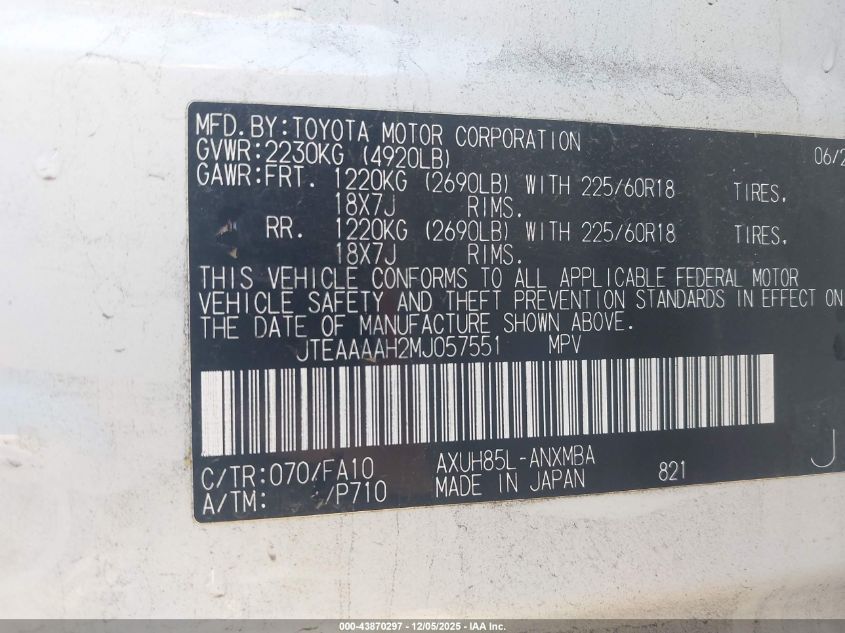 MFD.BY:TOYOTA MOTOR CORPORATION 06/2
GVWR:2230KG (4920LB)
GAWR:FRT. 1220KG (2690LB) WITH 225/60R18 TIRES.
18X7J RIMS.
RR. 1220KG (2690LB) WITH 225/60R18 TIRES.
18X7J RIMS.
THIS VEHICLE CONFORMS TO ALL APPLICABLE FEDERAL MOTOR
VEHICLE SAFETY AND THEFT PREVENTION STANDARDS IN EFFECT ON
THE DATE OF MANUFACTURE SHOWN ABOVE.
JTEAAAAH2MJ057551 MPV
C/TR:070/FA10 AXUH85L-ANXMBA 821 J
A/TM: /P710 MADE IN JAPAN
000-43870297 - 12/05/2025 - IAA Inc.